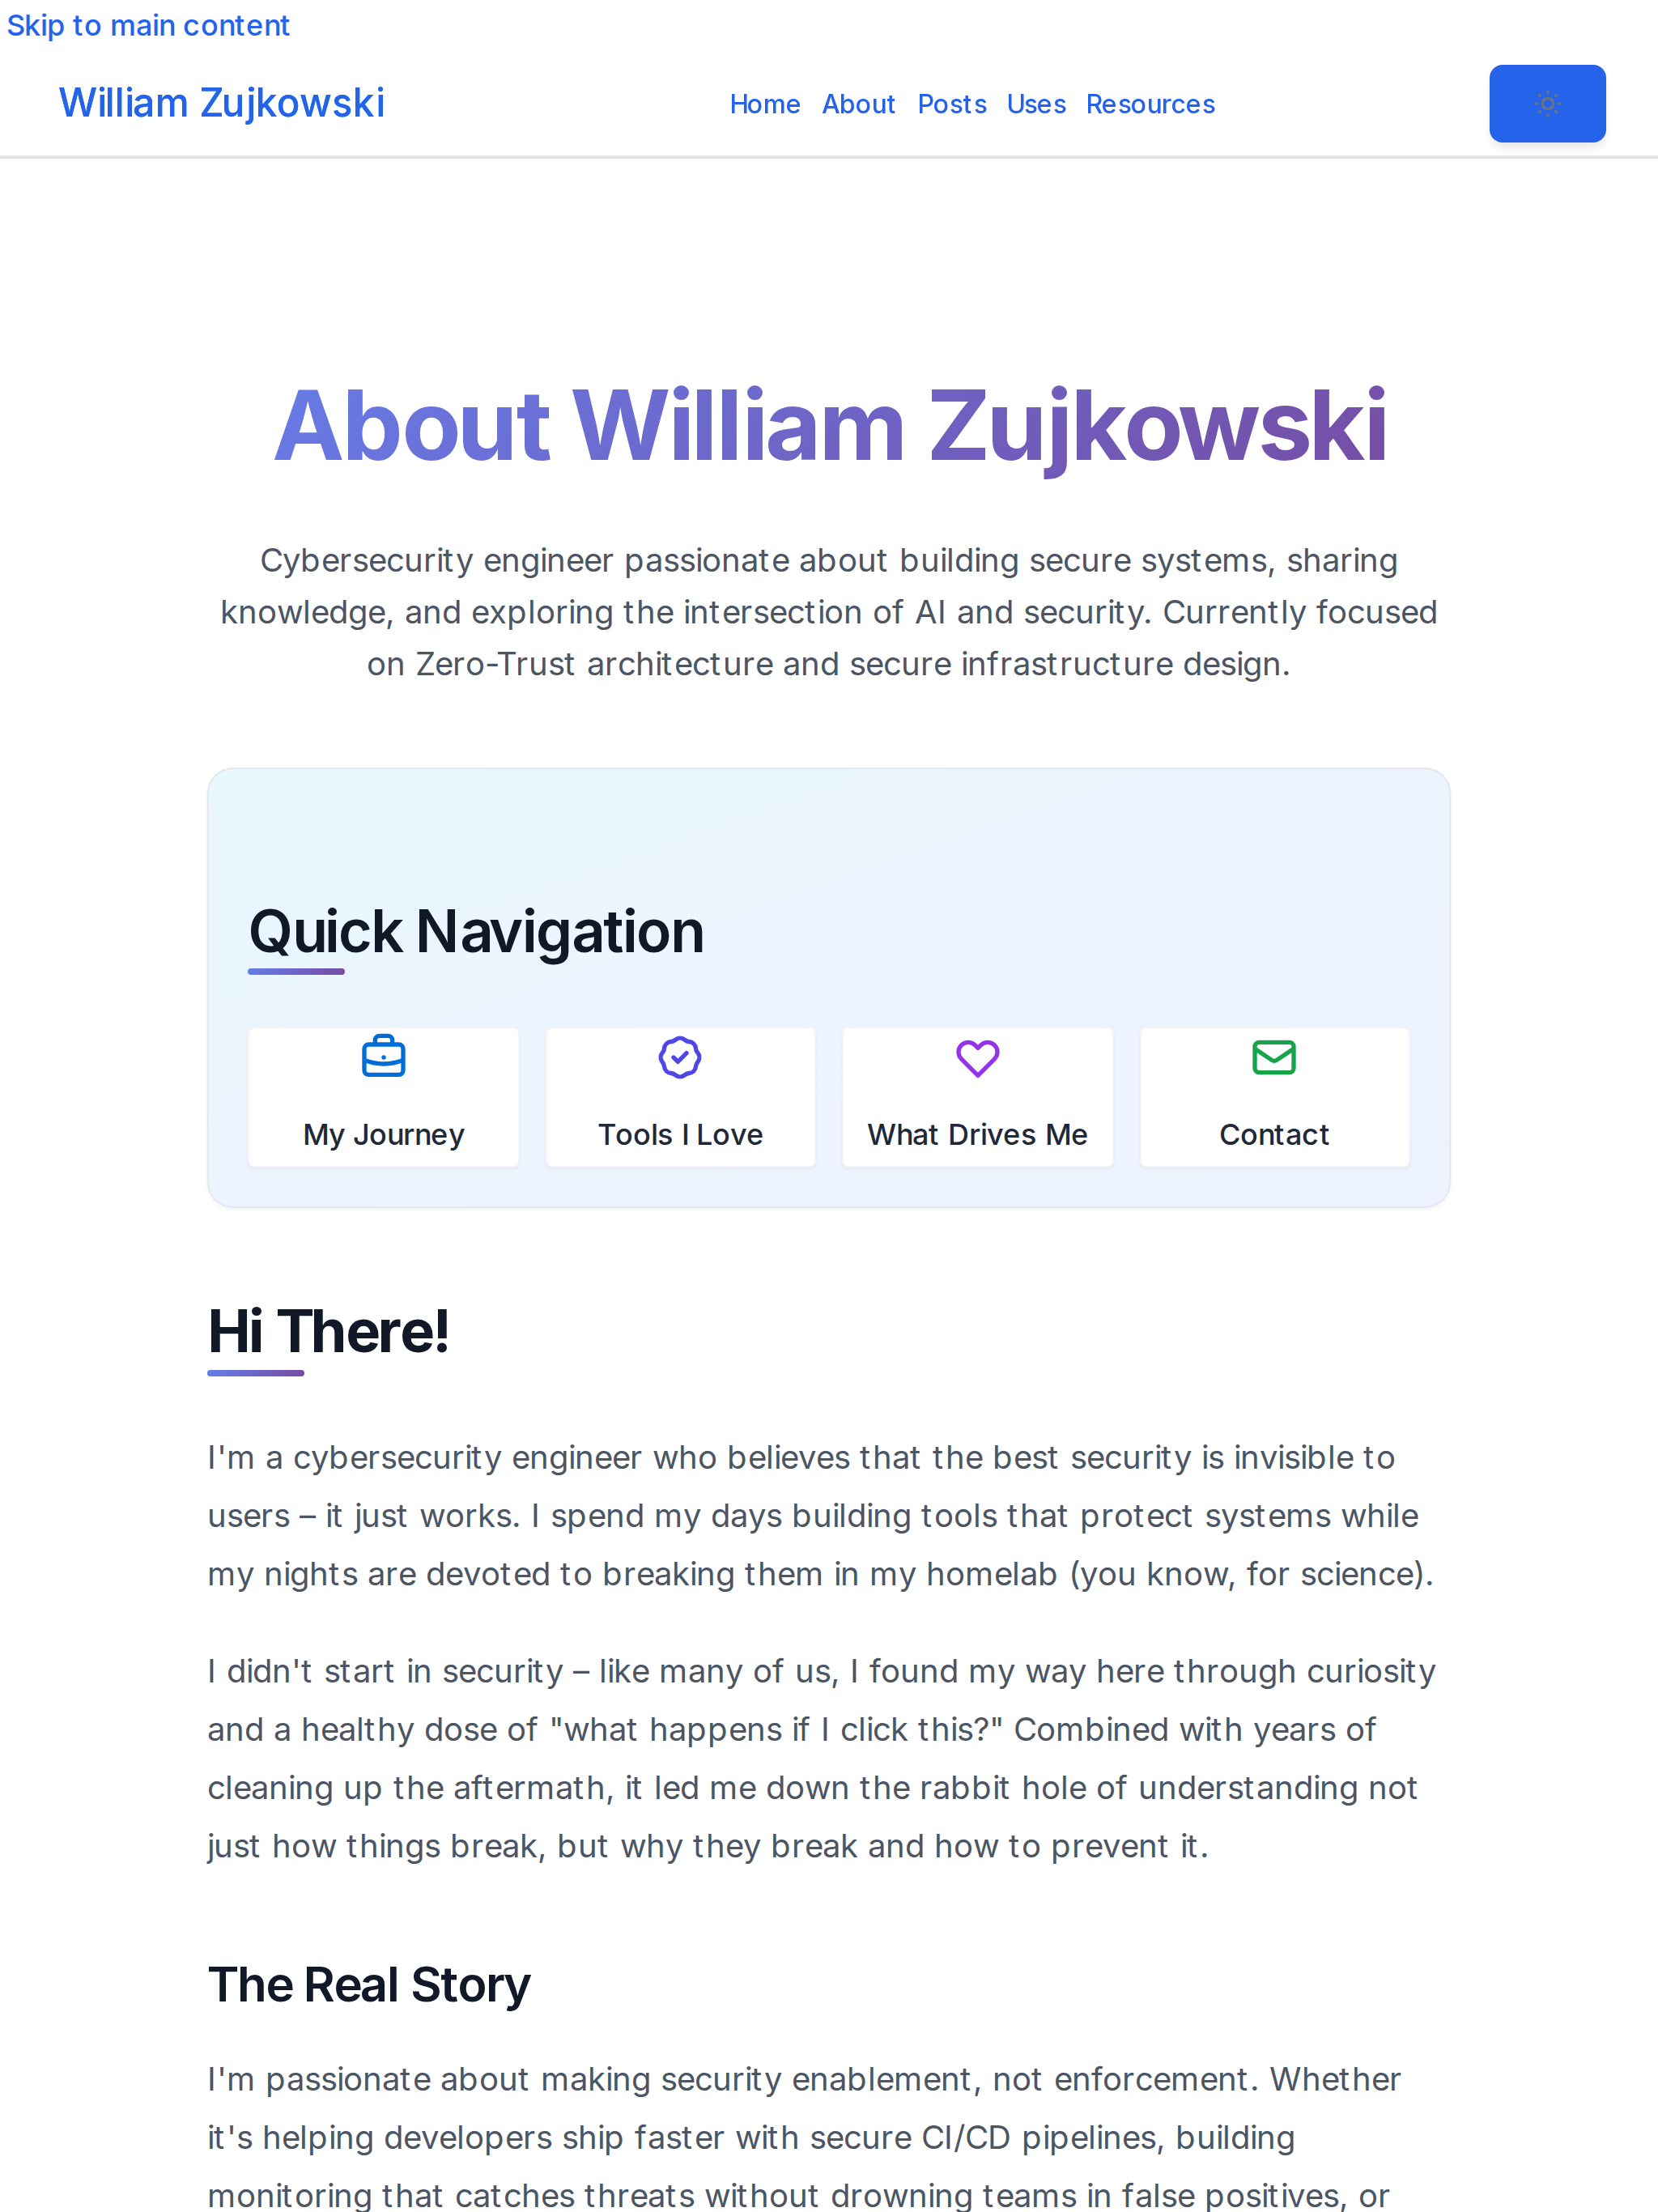 Skip to main content
William Zujkowski
Home About Posts Uses Resources
About William Zujkowski
Cybersecurity engineer passionate about building secure systems, sharing
knowledge, and exploring the intersection of AI and security. Currently focused
on Zero-Trust architecture and secure infrastructure design.
Quick Navigation
My Journey
Tools I Love
What Drives Me
Contact
Hi There!
I'm a cybersecurity engineer who believes that the best security is invisible to
users – it just works. I spend my days building tools that protect systems while
my nights are devoted to breaking them in my homelab (you know, for science).
I didn't start in security – like many of us, I found my way here through curiosity
and a healthy dose of "what happens if I click this?" Combined with years of
cleaning up the aftermath, it led me down the rabbit hole of understanding not
just how things break, but why they break and how to prevent it.
The Real Story
I'm passionate about making security enablement, not enforcement. Whether
it's helping developers ship faster with secure CI/CD pipelines, building
monitoring that catches threats without drowning teams in false positives, or